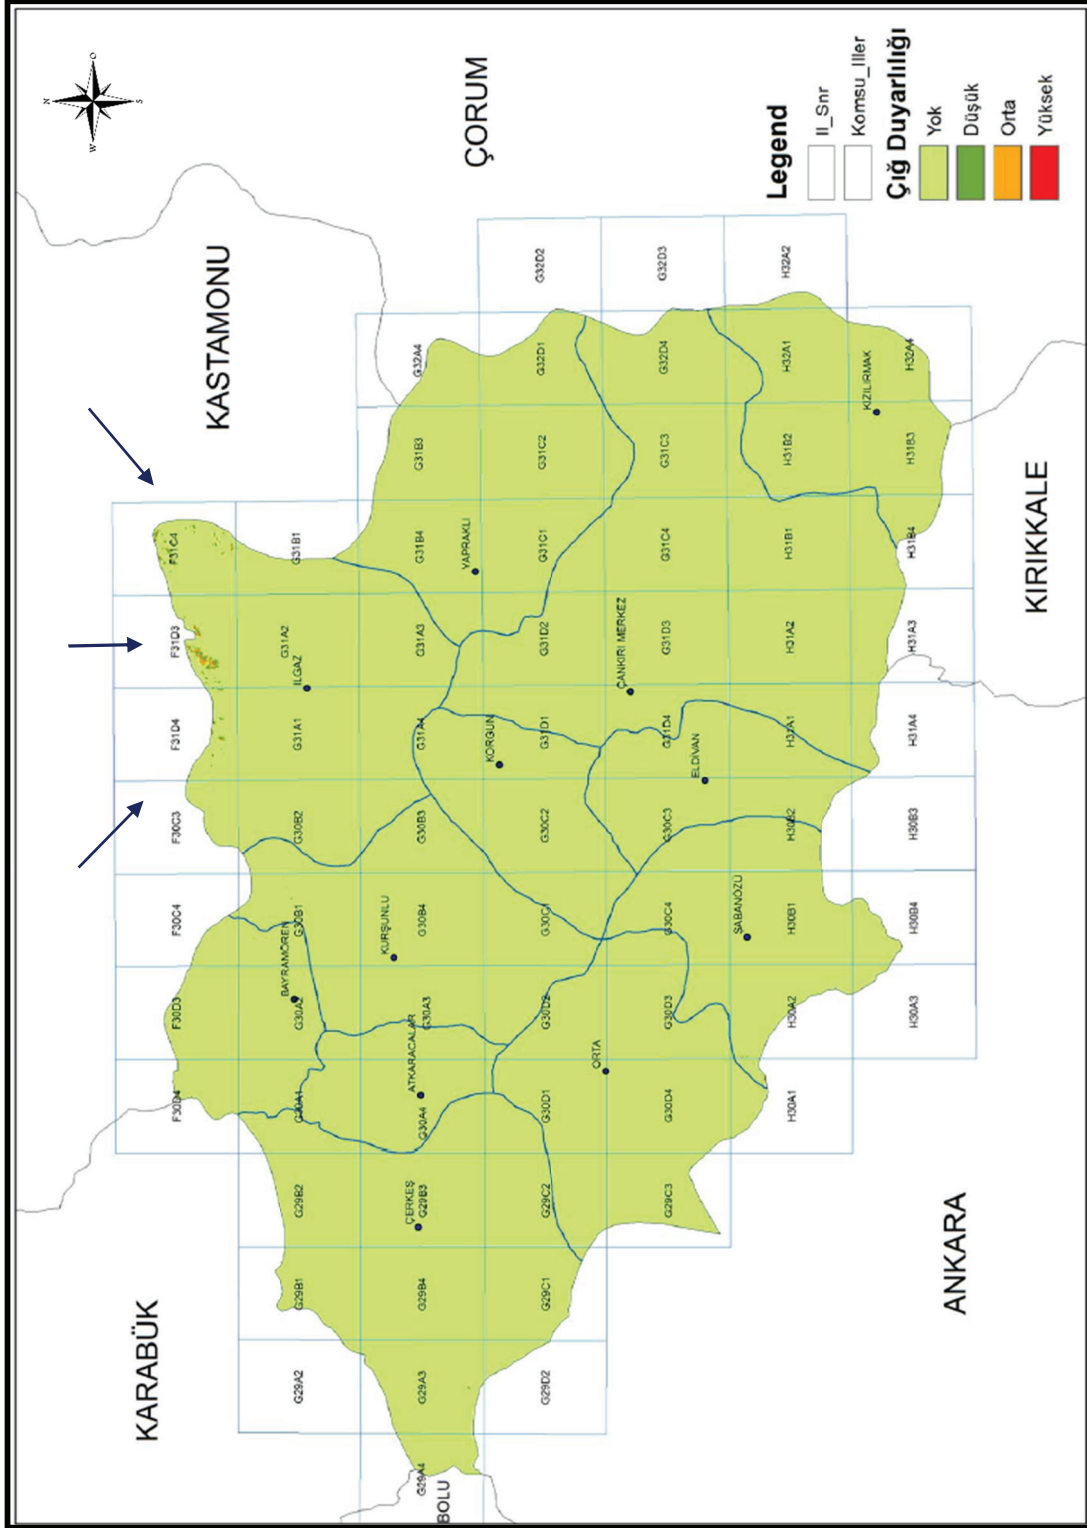 N
W
O
S
KARABÜK
KASTAMONU
ÇORUM
F30D4
F30D3
F30C4
F30C3
F31D4
F31D3
F31C4
BAYRAMÖREN
ILGAZ
G29A2
G29B1
G29B2
G30A1
G30A2
G30B1
G30B2
G31A1
G31A2
G31B1
KURŞUNLU
ATKARACALAR
ÇERKEŞ
G29A4
G29A3
G29B4
G29B3
G30A4
G30A3
G30B4
G30B3
G31A4
G31A3
G31B4
G31B3
G32A4
BOLU
YAPRAKLI
KORGUN
G29D2
G29C1
G29C2
G30D1
G30D2
G30C1
G30C2
G31D1
G31D2
G31C1
G31C2
G32D1
G32D2
ORTA
ÇANKIRI MERKEZ
G29C3
G30D4
G30D3
G30C4
G30C3
G31D4
G31D3
G31C4
G31C3
G32D4
G32D3
ELDİVAN
ŞABANÖZÜ
H30A1
H30A2
H30B1
H30B2
H31A1
H31A2
H31B1
H31B2
H32A1
H32A2
KIZILIRMAK
H30A3
H30B4
H30B3
H31A4
H31A3
H31B4
H31B3
H32A4
ANKARA
KIRIKKALE
Legend
Il_Snr
Komsu_Iller
Çığ Duyarlılığı
Yok
Düşük
Orta
Yüksek